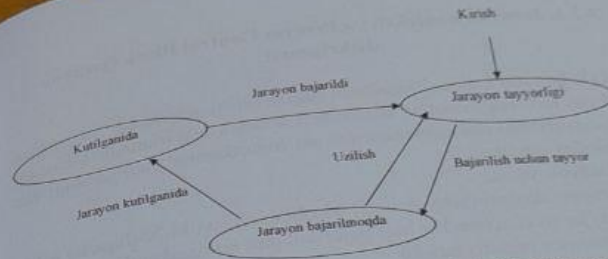 Kirish
Jarayon bajarildi
Jarayon tayyorligi
Kutilganida
Uzilish
Bajarilish uchun tayyor
Jarayon kutilganida
Jarayon bajarilmoqda